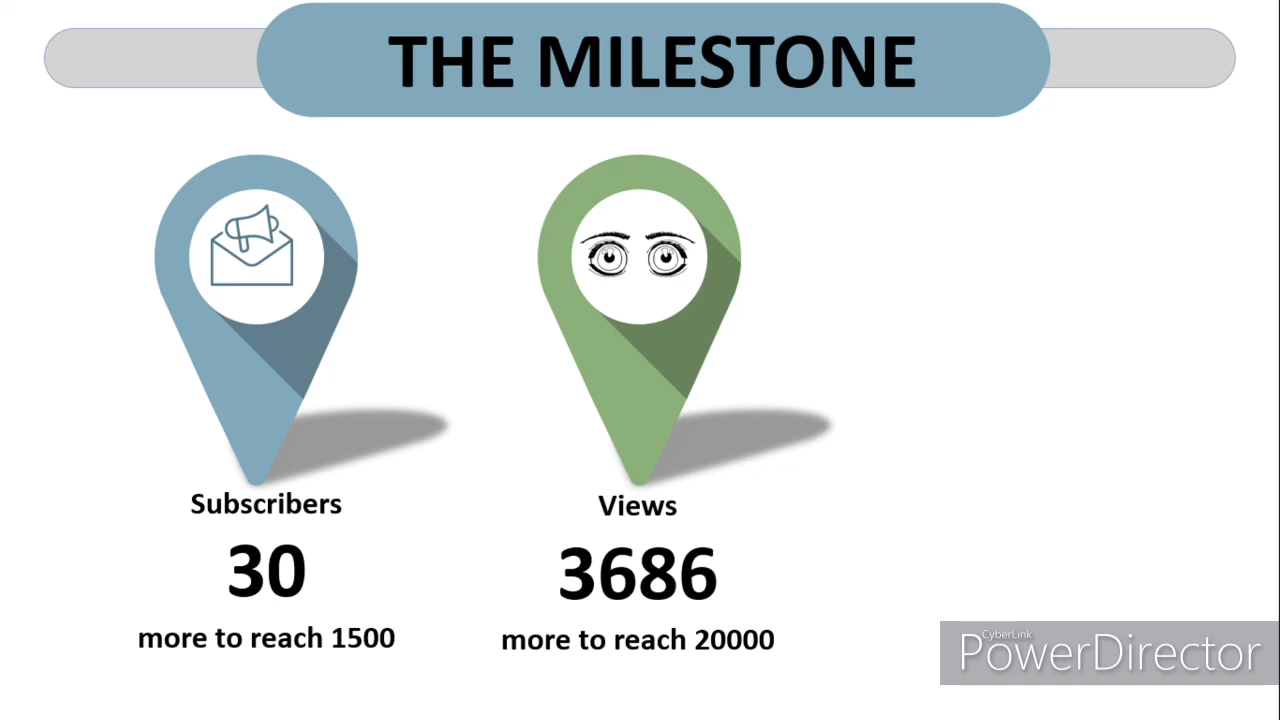 THE MILESTONE
Subscribers
30
more to reach 1500
Views
3686
more to reach 20000
CyberLink
PowerDirector